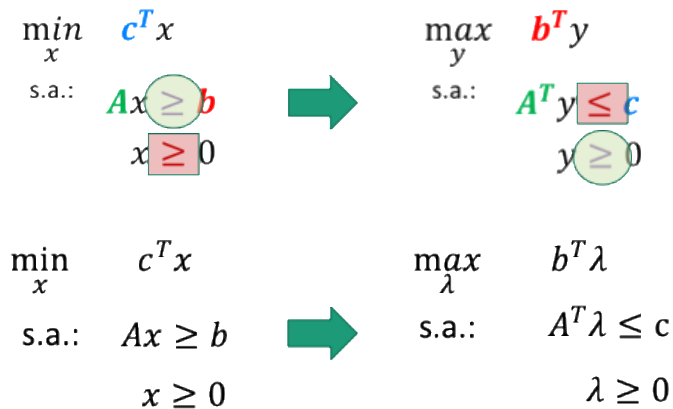 min cᵀx max bᵀy
x y
s.a.: Ax ≥ b s.a.: Aᵀy ≤ c
x ≥ 0 y ≥ 0
min cᵀx max bᵀλ
x λ
s.a.: Ax ≥ b s.a.: Aᵀλ ≤ c
x ≥ 0 λ ≥ 0